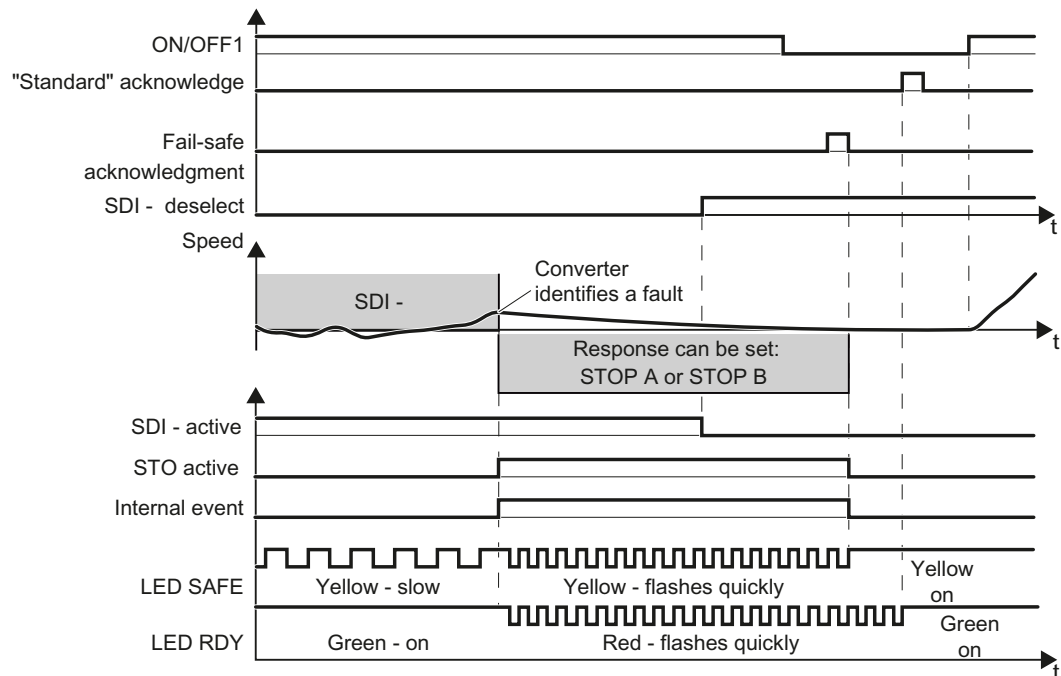 ON/OFF1
"Standard" acknowledge
Fail-safe
acknowledgment
SDI - deselect
t
Speed
Converter
identifies a fault
SDI -
t
Response can be set:
STOP A or STOP B
SDI - active
STO active
Internal event
LED SAFE
Yellow - slow
Yellow - flashes quickly
Yellow
on
LED RDY
Green - on
Red - flashes quickly
Green
on
t